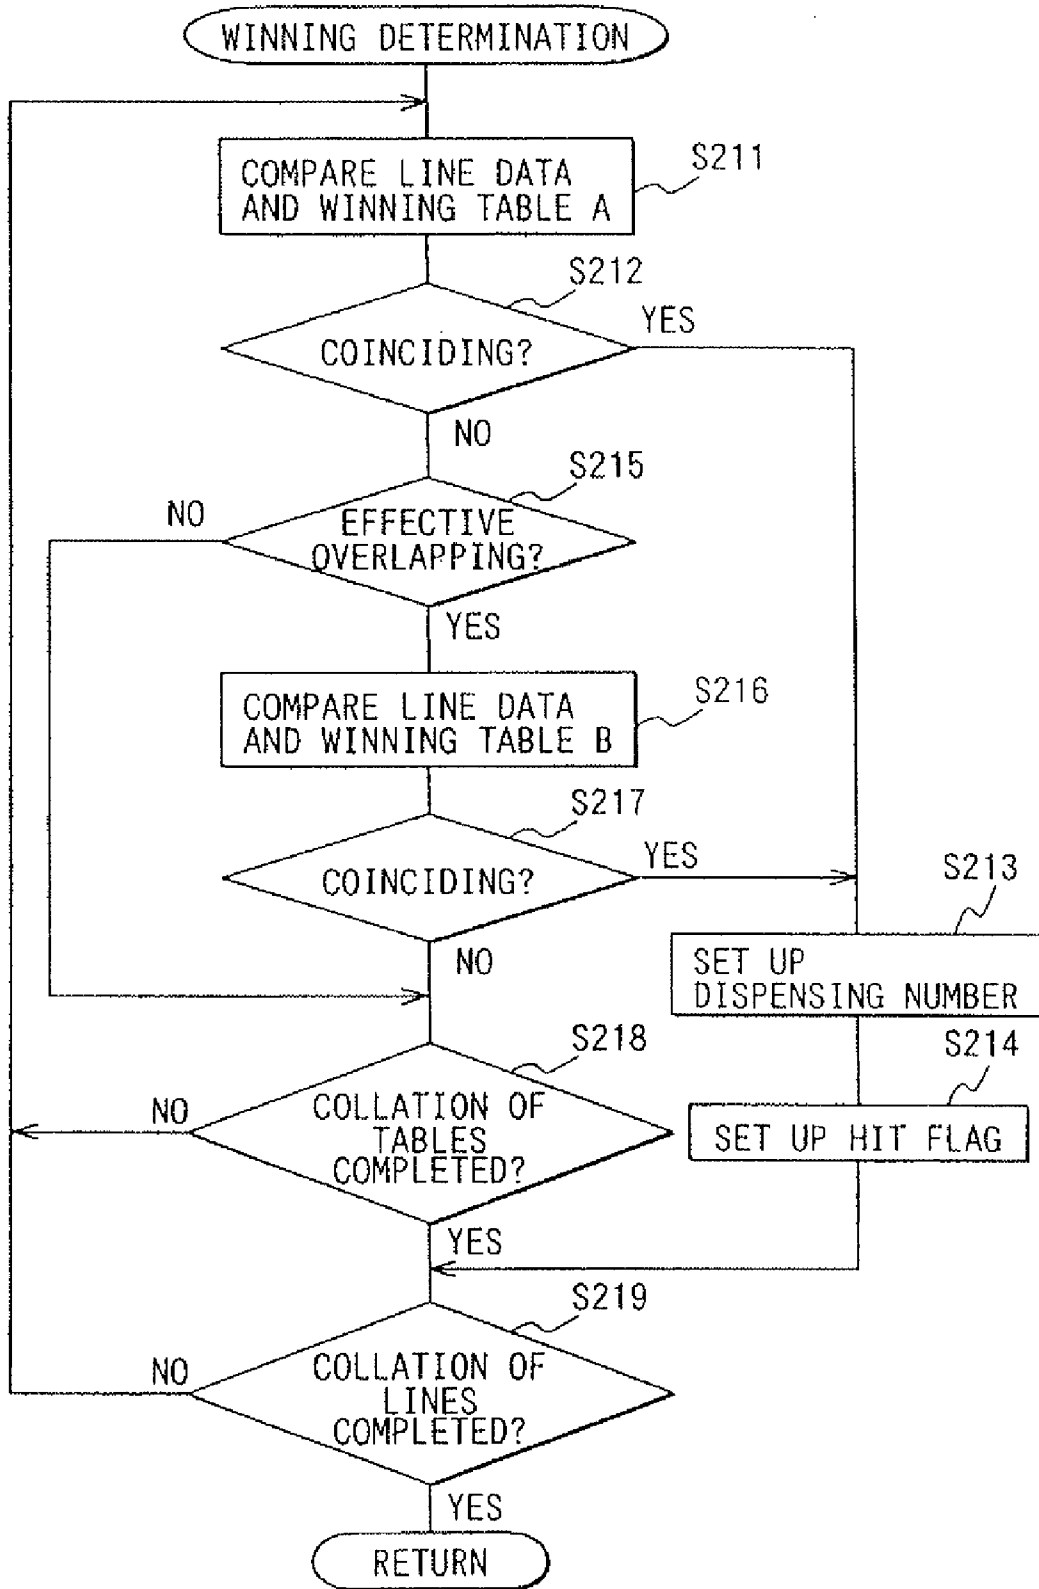 WINNING DETERMINATION
S211
COMPARE LINE DATA
AND WINNING TABLE A
S212
COINCIDING?
YES
NO
S215
EFFECTIVE
OVERLAPPING?
NO
YES
S216
COMPARE LINE DATA
AND WINNING TABLE B
S217
COINCIDING?
YES
NO
S213
SET UP
DISPENSING NUMBER
S214
SET UP HIT FLAG
S218
COLLATION OF
TABLES
COMPLETED?
NO
YES
S219
COLLATION OF
LINES
COMPLETED?
NO
YES
RETURN